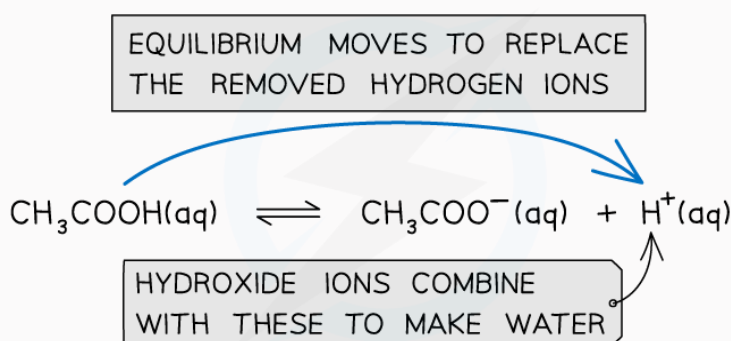 EQUILIBRIUM MOVES TO REPLACE
THE REMOVED HYDROGEN IONS
CH₃COOH(aq) ⇌ CH₃COO⁻(aq) + H⁺(aq)
HYDROXIDE IONS COMBINE
WITH THESE TO MAKE WATER